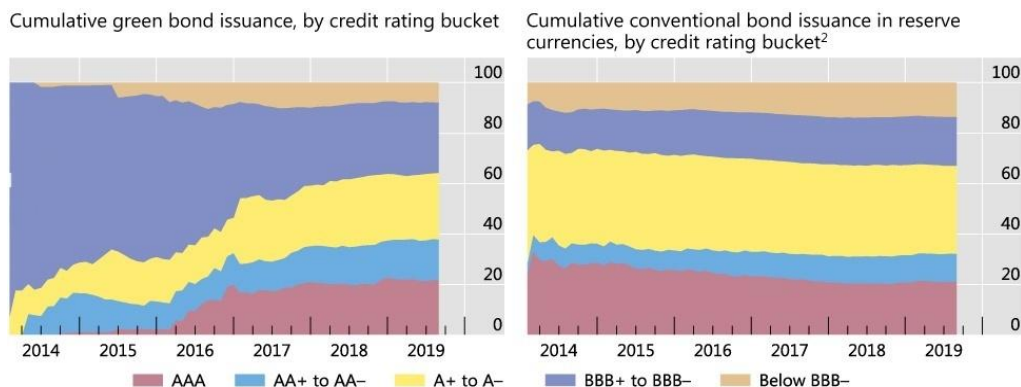 Cumulative green bond issuance, by credit rating bucket
100
80
60
40
20
0
2014 2015 2016 2017 2018 2019
Cumulative conventional bond issuance in reserve
currencies, by credit rating bucket2
100
80
60
40
20
0
2014 2015 2016 2017 2018 2019
AAA AA+ to AA– A+ to A– BBB+ to BBB– Below BBB–